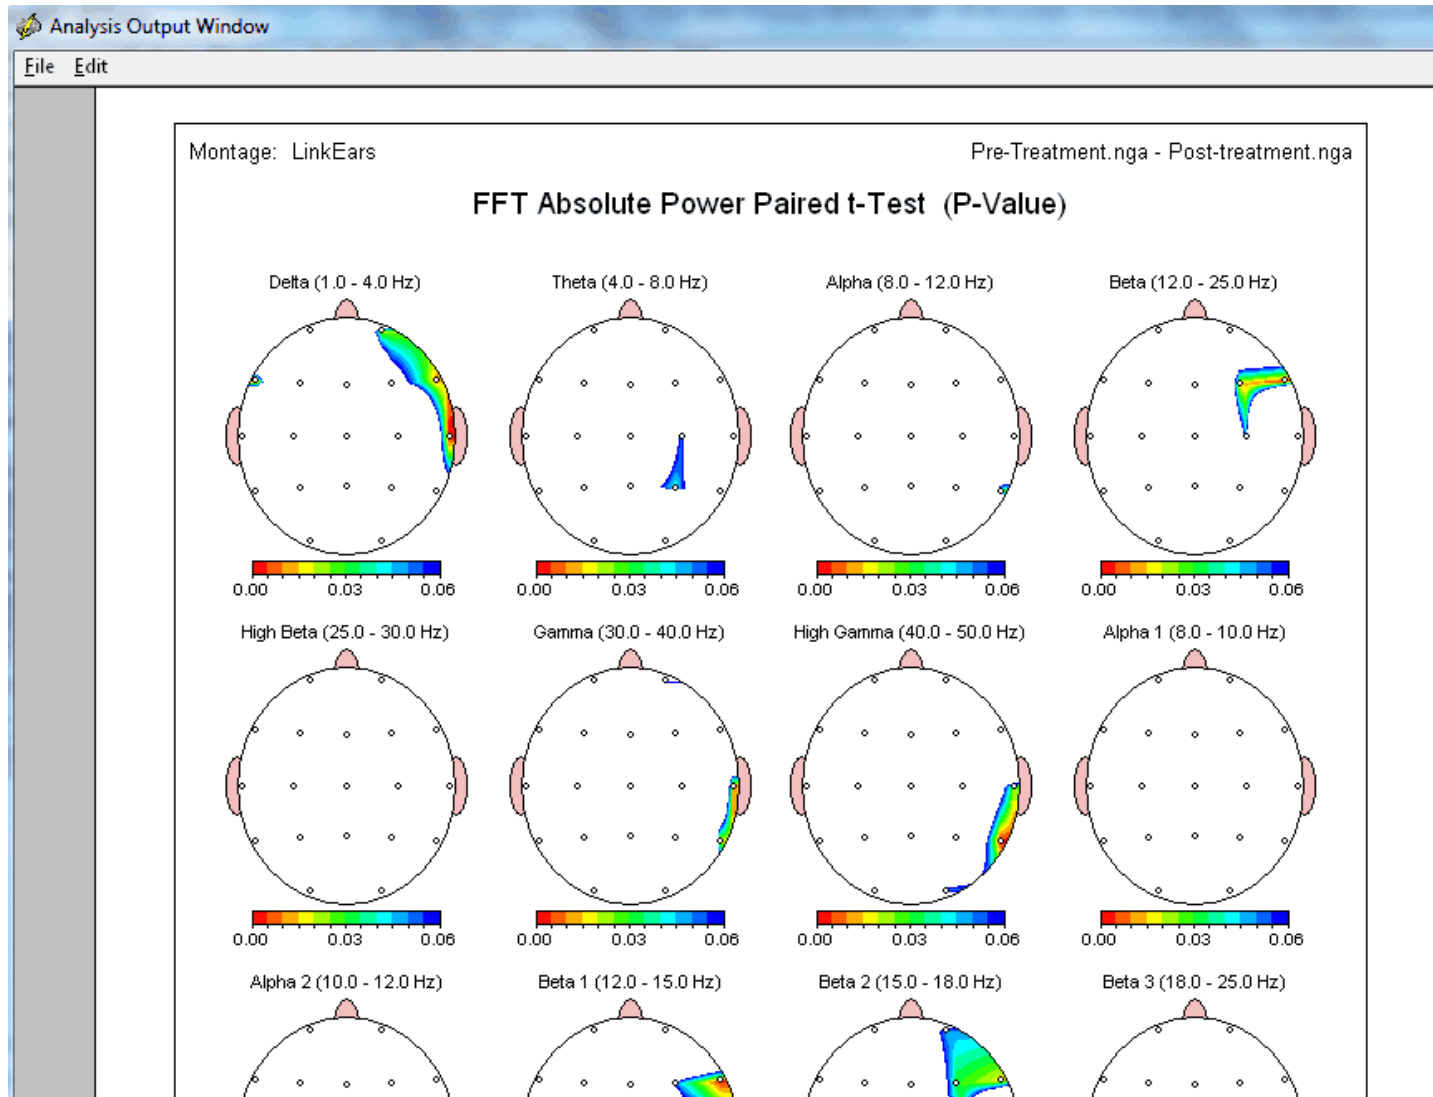 Analysis Output Window
File Edit
Montage: LinkEars Pre-Treatment.nga - Post-treatment.nga
FFT Absolute Power Paired t-Test (P-Value)
Delta (1.0 - 4.0 Hz) Theta (4.0 - 8.0 Hz) Alpha (8.0 - 12.0 Hz) Beta (12.0 - 25.0 Hz)
0.00 0.03 0.06 0.00 0.03 0.06 0.00 0.03 0.06 0.00 0.03 0.06
High Beta (25.0 - 30.0 Hz) Gamma (30.0 - 40.0 Hz) High Gamma (40.0 - 50.0 Hz) Alpha 1 (8.0 - 10.0 Hz)
0.00 0.03 0.06 0.00 0.03 0.06 0.00 0.03 0.06 0.00 0.03 0.06
Alpha 2 (10.0 - 12.0 Hz) Beta 1 (12.0 - 15.0 Hz) Beta 2 (15.0 - 18.0 Hz) Beta 3 (18.0 - 25.0 Hz)